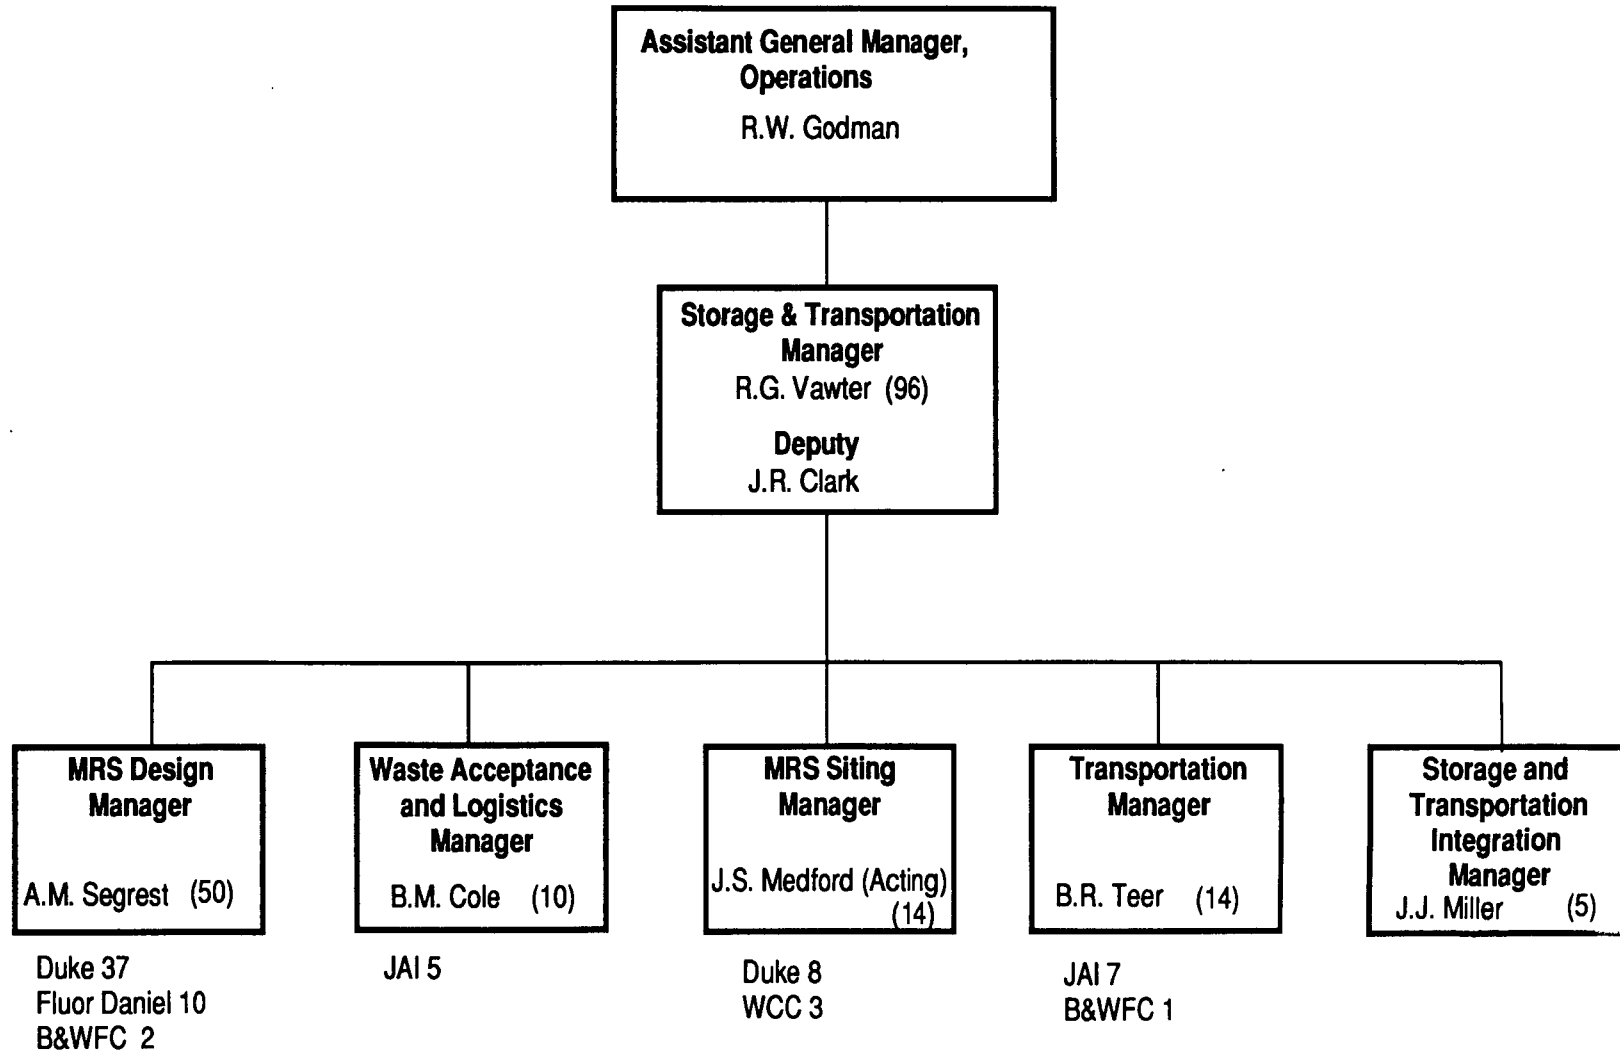 Assistant General Manager,
Operations
R.W. Godman
Storage & Transportation
Manager
R.G. Vawter (96)
Deputy
J.R. Clark
MRS Design
Manager
A.M. Segrest (50)
Duke 37
Fluor Daniel 10
B&WFC 2
Waste Acceptance
and Logistics
Manager
B.M. Cole (10)
JAI 5
MRS Siting
Manager
J.S. Medford (Acting)
(14)
Duke 8
WCC 3
Transportation
Manager
B.R. Teer (14)
JAI 7
B&WFC 1
Storage and
Transportation
Integration
Manager
J.J. Miller (5)